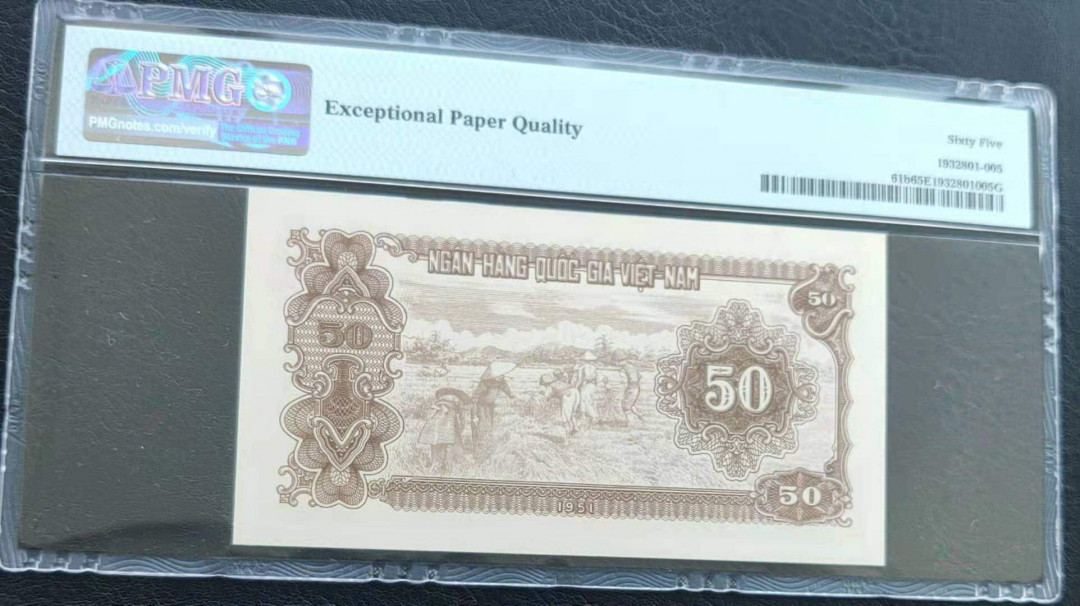 PMG
PMGnotes.com/verify
Exceptional Paper Quality
Sixty Five
1932801-005
61b65E1932801005G
NGÂN-HÀNG QUỐC-GIA VIỆT-NAM
50
50
50
50
1951